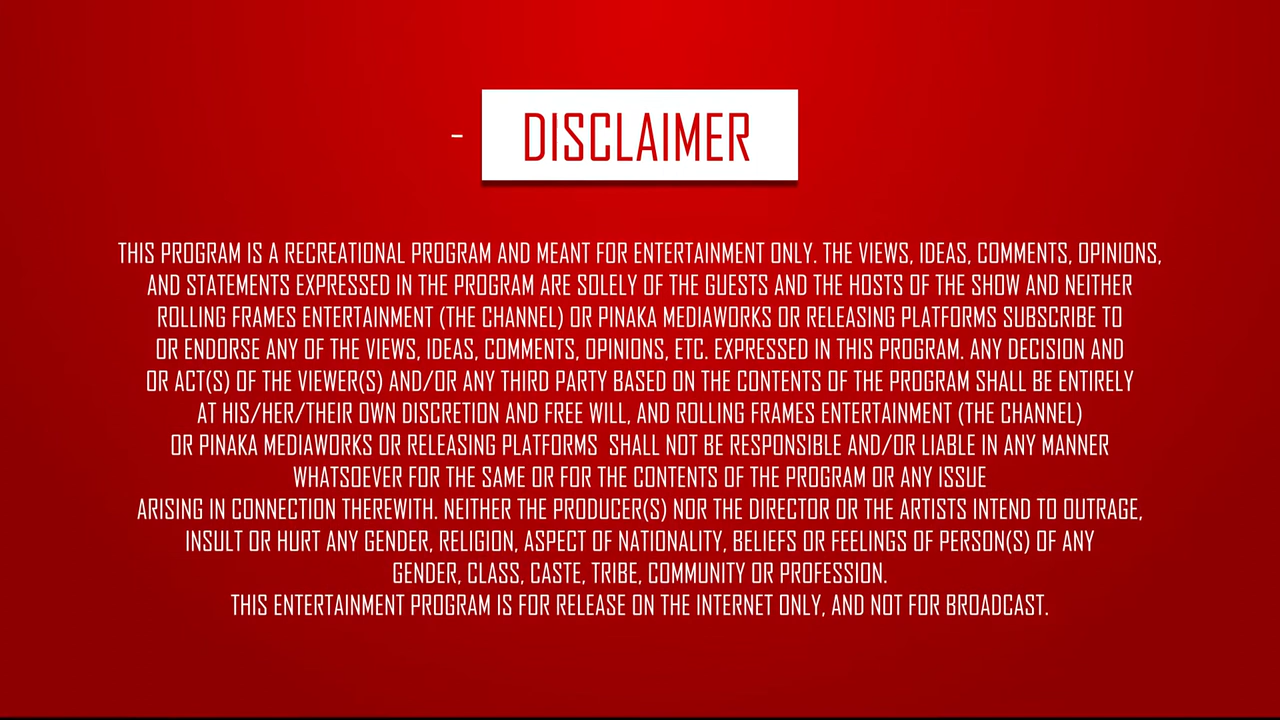 - DISCLAIMER
THIS PROGRAM IS A RECREATIONAL PROGRAM AND MEANT FOR ENTERTAINMENT ONLY. THE VIEWS, IDEAS, COMMENTS, OPINIONS,
AND STATEMENTS EXPRESSED IN THE PROGRAM ARE SOLELY OF THE GUESTS AND THE HOSTS OF THE SHOW AND NEITHER
ROLLING FRAMES ENTERTAINMENT (THE CHANNEL) OR PINAKA MEDIAWORKS OR RELEASING PLATFORMS SUBSCRIBE TO
OR ENDORSE ANY OF THE VIEWS, IDEAS, COMMENTS, OPINIONS, ETC. EXPRESSED IN THIS PROGRAM. ANY DECISION AND
OR ACT(S) OF THE VIEWER(S) AND/OR ANY THIRD PARTY BASED ON THE CONTENTS OF THE PROGRAM SHALL BE ENTIRELY
AT HIS/HER/THEIR OWN DISCRETION AND FREE WILL, AND ROLLING FRAMES ENTERTAINMENT (THE CHANNEL)
OR PINAKA MEDIAWORKS OR RELEASING PLATFORMS SHALL NOT BE RESPONSIBLE AND/OR LIABLE IN ANY MANNER
WHATSOEVER FOR THE SAME OR FOR THE CONTENTS OF THE PROGRAM OR ANY ISSUE
ARISING IN CONNECTION THEREWITH. NEITHER THE PRODUCER(S) NOR THE DIRECTOR OR THE ARTISTS INTEND TO OUTRAGE,
INSULT OR HURT ANY GENDER, RELIGION, ASPECT OF NATIONALITY, BELIEFS OR FEELINGS OF PERSON(S) OF ANY
GENDER, CLASS, CASTE, TRIBE, COMMUNITY OR PROFESSION.
THIS ENTERTAINMENT PROGRAM IS FOR RELEASE ON THE INTERNET ONLY, AND NOT FOR BROADCAST.